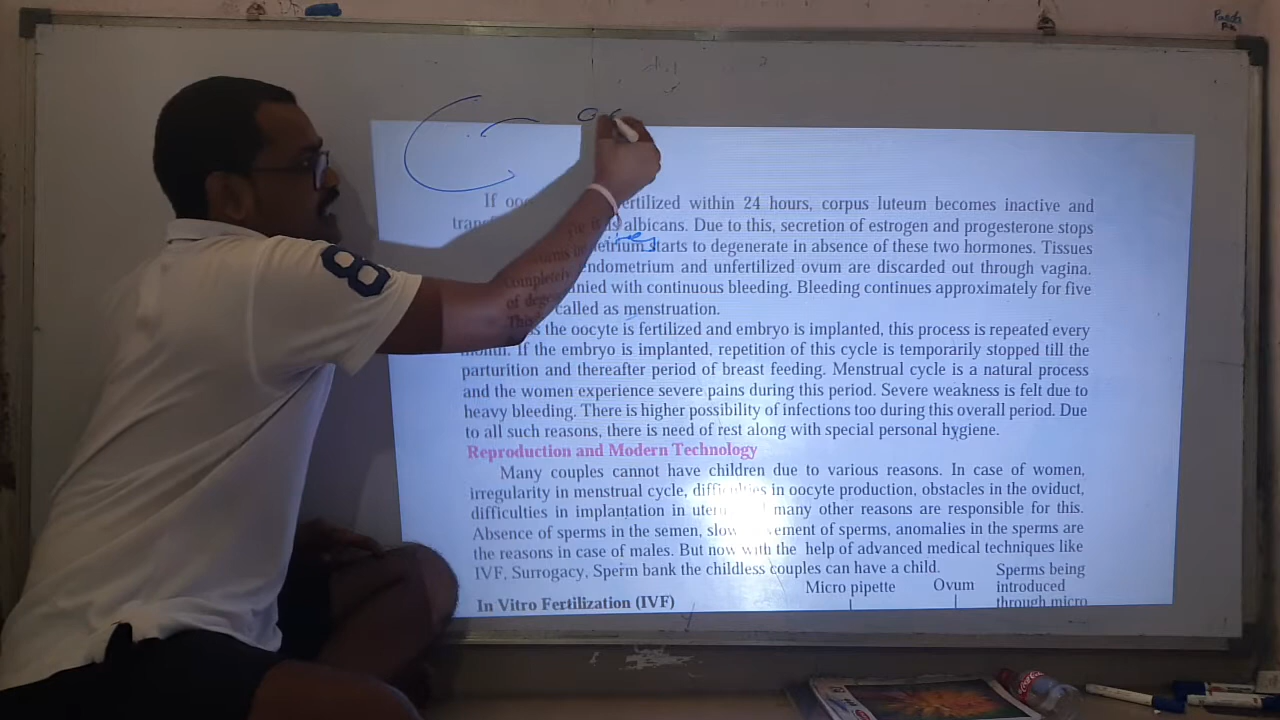 If ertilized within 24 hours, corpus luteum becomes inactive and
albicans. Due to this, secretion of estrogen and progesterone stops
starts to degenerate in absence of these two hormones. Tissues
endometrium and unfertilized ovum are discarded out through vagina.
nied with continuous bleeding. Bleeding continues approximately for five
called as menstruation.
the oocyte is fertilized and embryo is implanted, this process is repeated every
month. If the embryo is implanted, repetition of this cycle is temporarily stopped till the
parturition and thereafter period of breast feeding. Menstrual cycle is a natural process
and the women experience severe pains during this period. Severe weakness is felt due to
heavy bleeding. There is higher possibility of infections too during this overall period. Due
to all such reasons, there is need of rest along with special personal hygiene.
Reproduction and Modern Technology
Many couples cannot have children due to various reasons. In case of women,
irregularity in menstrual cycle, difficulties in oocyte production, obstacles in the oviduct,
difficulties in implantation in many other reasons are responsible for this.
Absence of sperms in the semen, slow movement of sperms, anomalies in the sperms are
the reasons in case of males. But now with the help of advanced medical techniques like
IVF, Surrogacy, Sperm bank the childless couples can have a child.
In Vitro Fertilization (IVF)
Micro pipette
Ovum
Sperms being
introduced
through micro
8